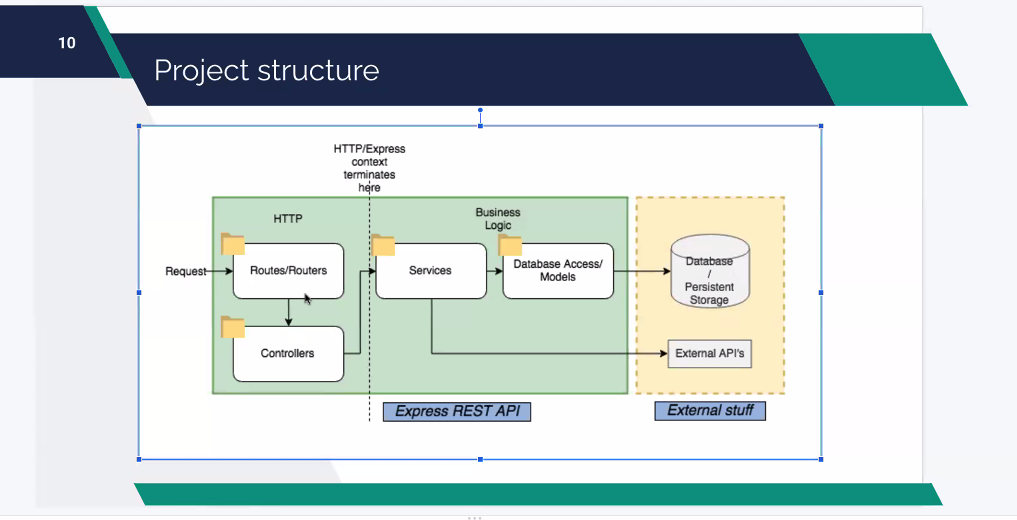 10
Project structure
HTTP/Express
context
terminates
here
HTTP
Business
Logic
Request
Routes/Routers
Services
Database Access/
Models
Database
/
Persistent
Storage
Controllers
External API's
Express REST API
External stuff